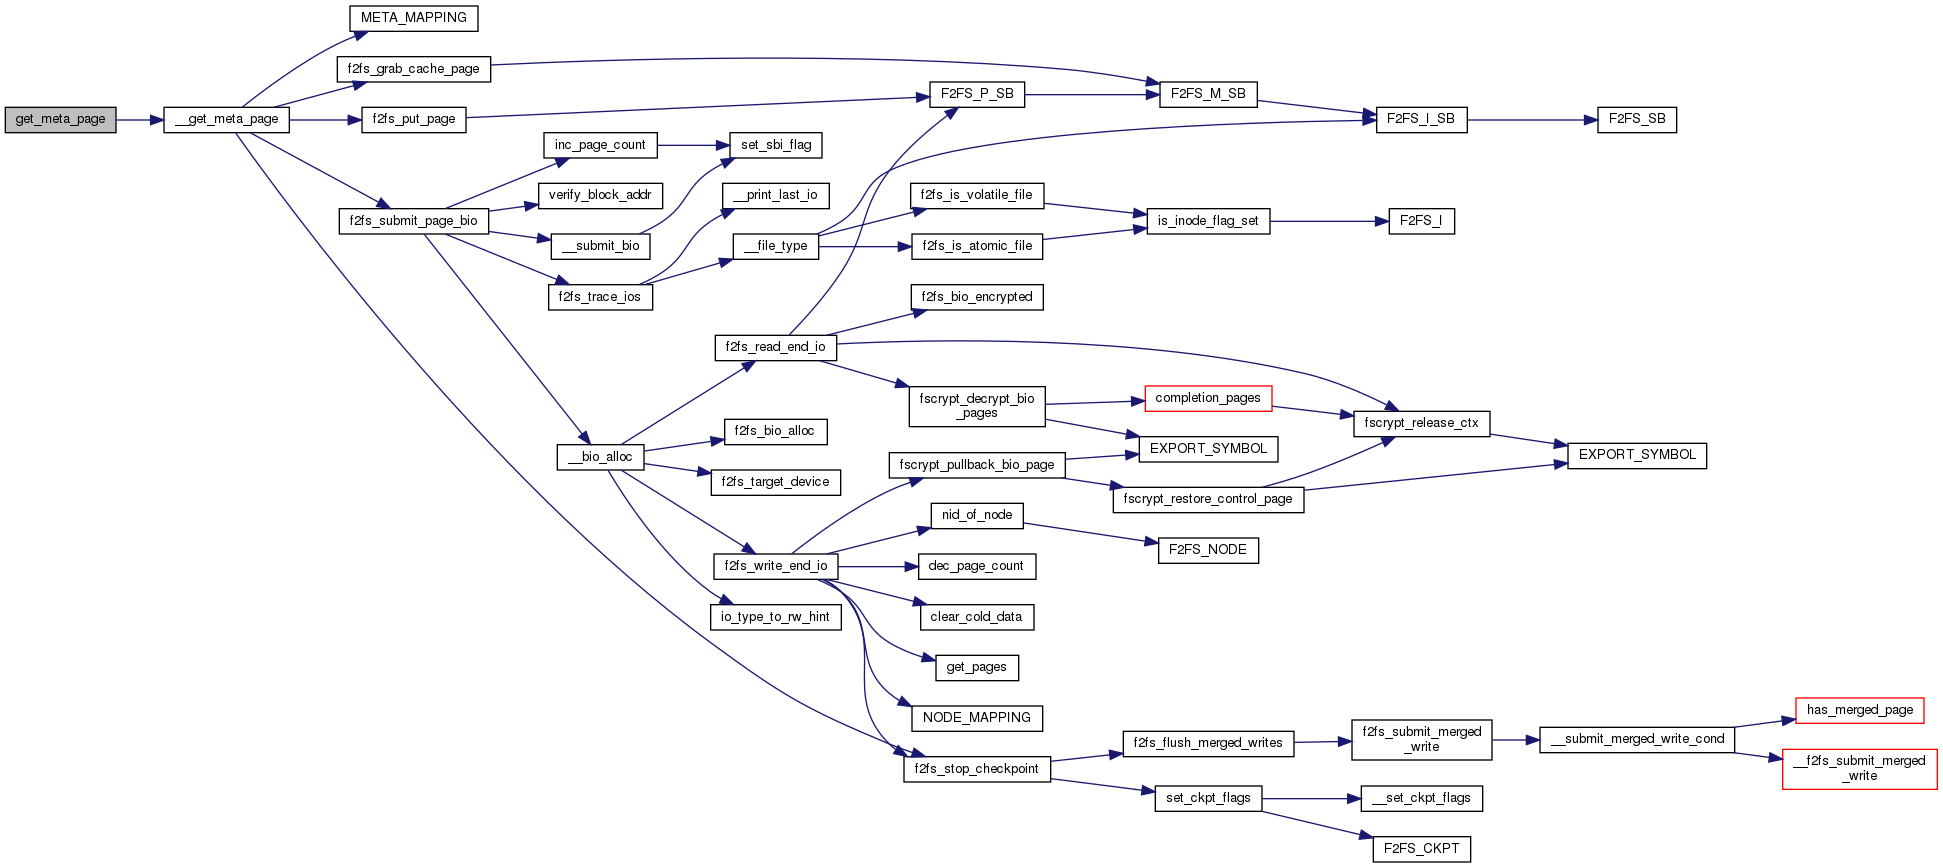 META_MAPPING
f2fs_grab_cache_page
F2FS_P_SB
F2FS_M_SB
get_meta_page
__get_meta_page
f2fs_put_page
F2FS_I_SB
F2FS_SB
inc_page_count
set_sbi_flag
verify_block_addr
__print_last_io
f2fs_is_volatile_file
f2fs_submit_page_bio
is_inode_flag_set
F2FS_I
__submit_bio
__file_type
f2fs_is_atomic_file
f2fs_trace_ios
f2fs_bio_encrypted
f2fs_read_end_io
fscrypt_decrypt_bio
_pages
completion_pages
fscrypt_release_ctx
f2fs_bio_alloc
EXPORT_SYMBOL
EXPORT_SYMBOL
__bio_alloc
fscrypt_pullback_bio_page
f2fs_target_device
fscrypt_restore_control_page
nid_of_node
F2FS_NODE
f2fs_write_end_io
dec_page_count
io_type_to_rw_hint
clear_cold_data
get_pages
NODE_MAPPING
has_merged_page
f2fs_flush_merged_writes
f2fs_submit_merged
_write
__submit_merged_write_cond
f2fs_stop_checkpoint
__f2fs_submit_merged
_write
set_ckpt_flags
__set_ckpt_flags
F2FS_CKPT